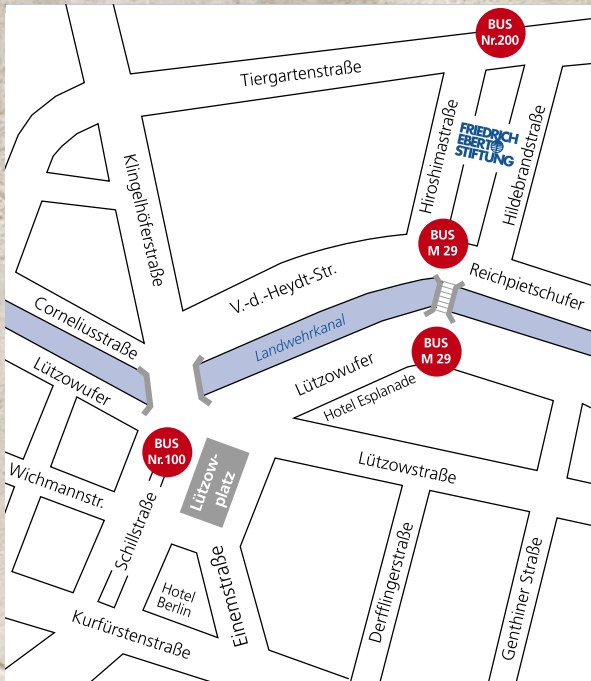 BUS
Nr.200
Tiergartenstraße
FRIEDRICH
EBERT
STIFTUNG
Hiroshimastraße
Hildebrandstraße
Klingelhöferstraße
BUS
M 29
Reichpietschufer
V.-d.-Heydt-Str.
Corneliusstraße
Landwehrkanal
Lützowufer
BUS
M 29
Lützowufer
Hotel Esplanade
BUS
Nr.100
Lützow-
platz
Lützowstraße
Wichmannstr.
Schillstraße
Einemstraße
Derfflingerstraße
Genthiner Straße
Hotel
Berlin
Kurfürstenstraße